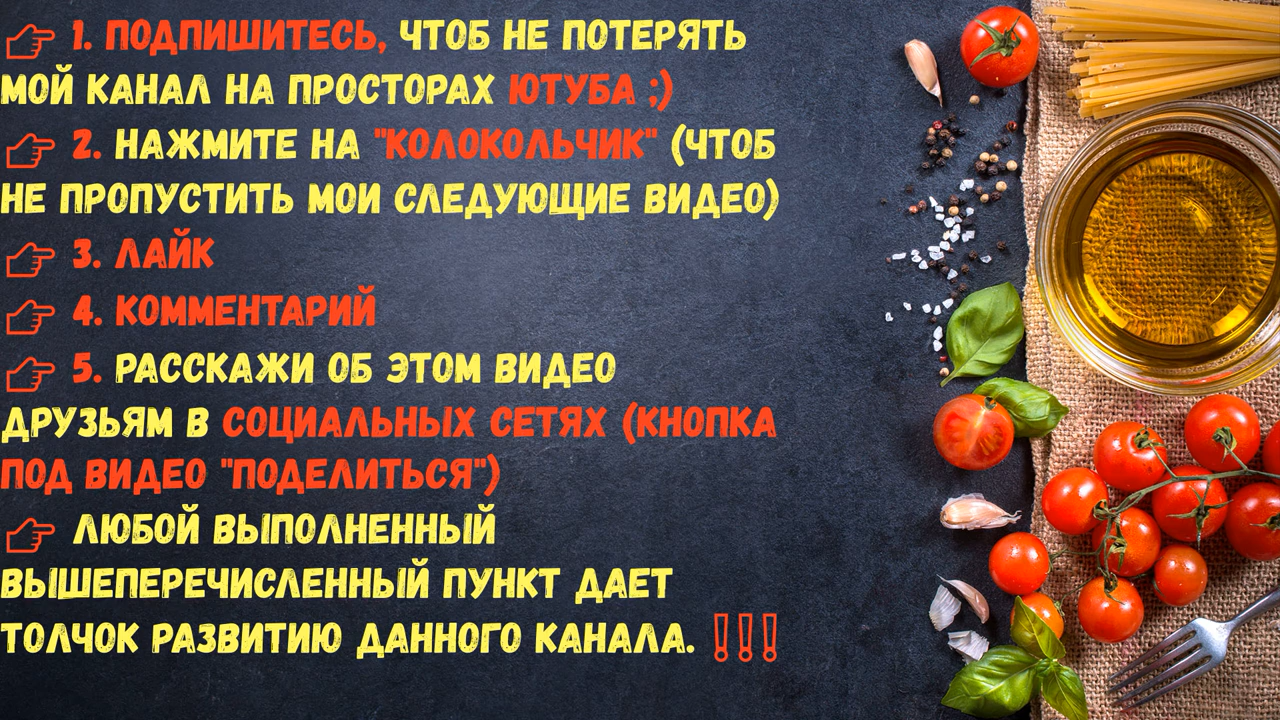 👉 1. ПОДПИШИТЕСЬ, ЧТОБ НЕ ПОТЕРЯТЬ
МОЙ КАНАЛ НА ПРОСТОРАХ ЮТУБА ;)
👉 2. НАЖМИТЕ НА "КОЛОКОЛЬЧИК" (ЧТОБ
НЕ ПРОПУСТИТЬ МОИ СЛЕДУЮЩИЕ ВИДЕО)
👉 3. ЛАЙК
👉 4. КОММЕНТАРИЙ
👉 5. РАССКАЖИ ОБ ЭТОМ ВИДЕО
ДРУЗЬЯМ В СОЦИАЛЬНЫХ СЕТЯХ (КНОПКА
ПОД ВИДЕО "ПОДЕЛИТЬСЯ")
👉 ЛЮБОЙ ВЫПОЛНЕННЫЙ
ВЫШЕПЕРЕЧИСЛЕННЫЙ ПУНКТ ДАЕТ
ТОЛЧОК РАЗВИТИЮ ДАННОГО КАНАЛА. !!!